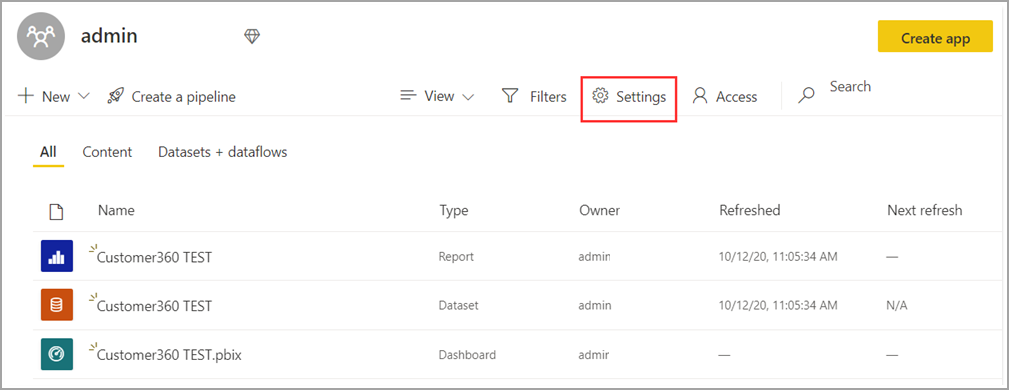 admin
Create app
New
Create a pipeline
View
Filters
Settings
Access
Search
All
Content
Datasets + dataflows
Name Type Owner Refreshed Next refresh
Customer360 TEST Report admin 10/12/20, 11:05:34 AM —
Customer360 TEST Dataset admin 10/12/20, 11:05:34 AM N/A
Customer360 TEST.pbix Dashboard admin — —